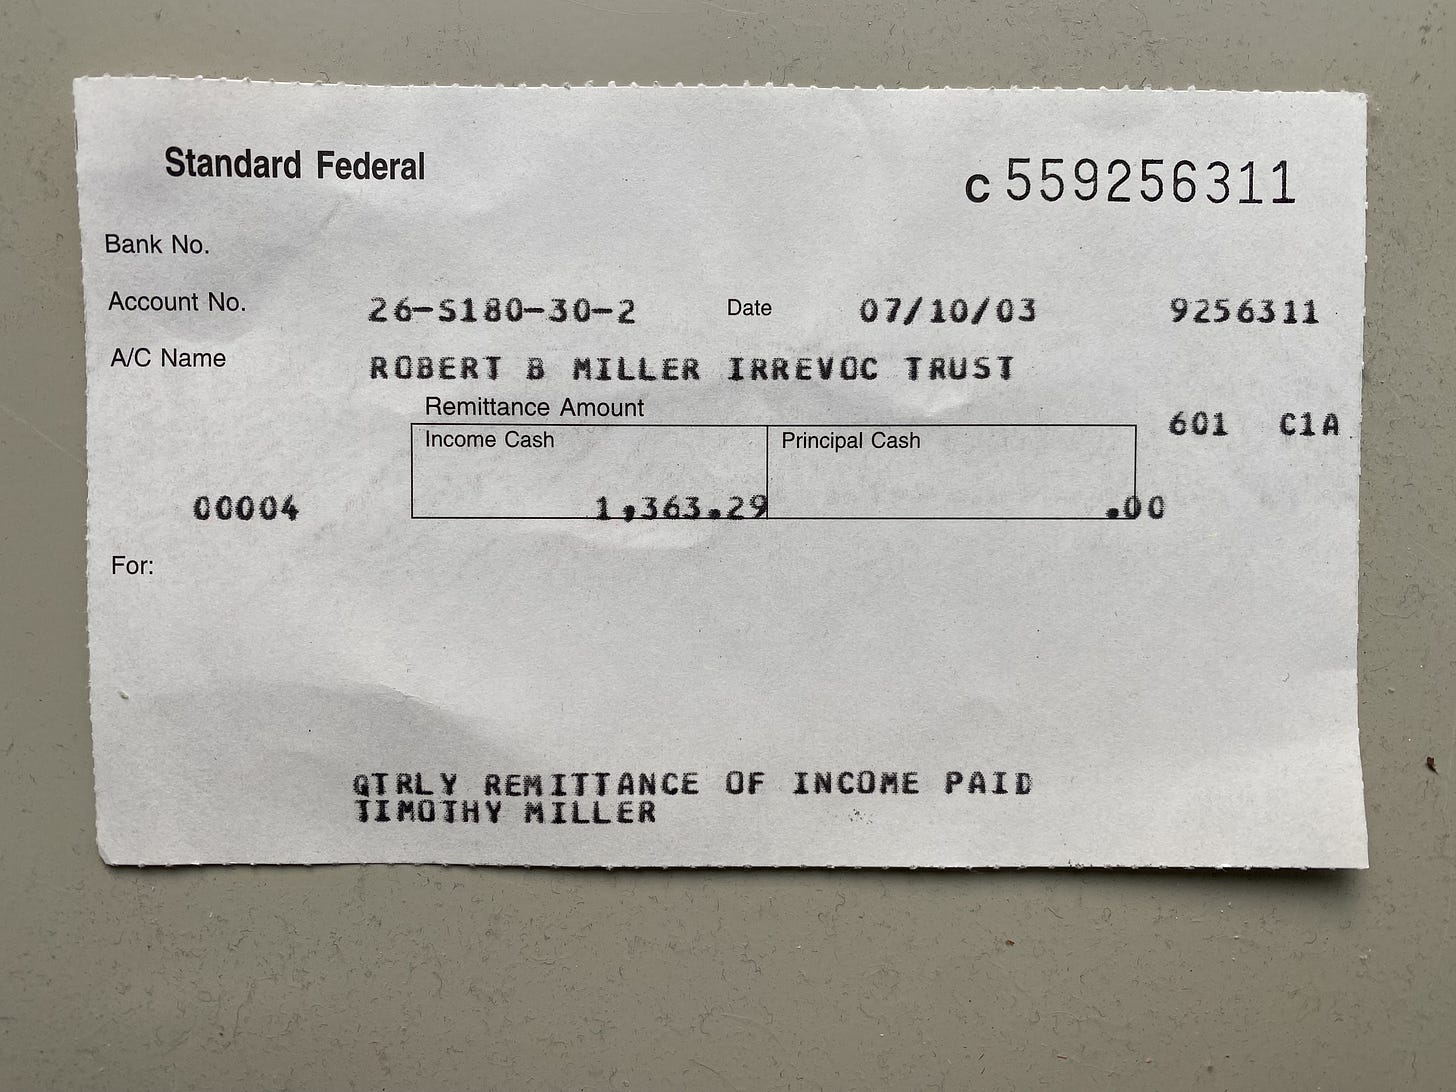 Standard Federal
C 559256311
Bank No.
Account No. 26-S180-30-2 Date 07/10/03 9256311
A/C Name ROBERT B MILLER IRREVOC TRUST
Remittance Amount
601 C1A
Income Cash Principal Cash
00004 1,363.29 .00
For:
QTRLY REMITTANCE OF INCOME PAID
TIMOTHY MILLER